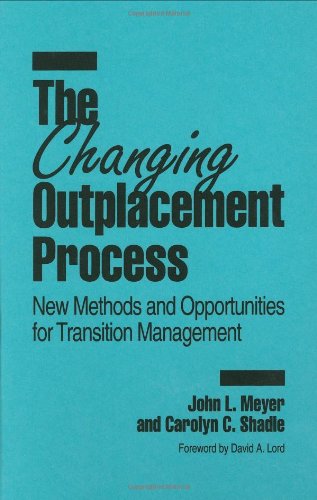 The
Changing
Outplacement
Process
New Methods and Opportunities
for Transition Management
John L. Meyer
and Carolyn C. Shadle
Foreword by David A. Lord